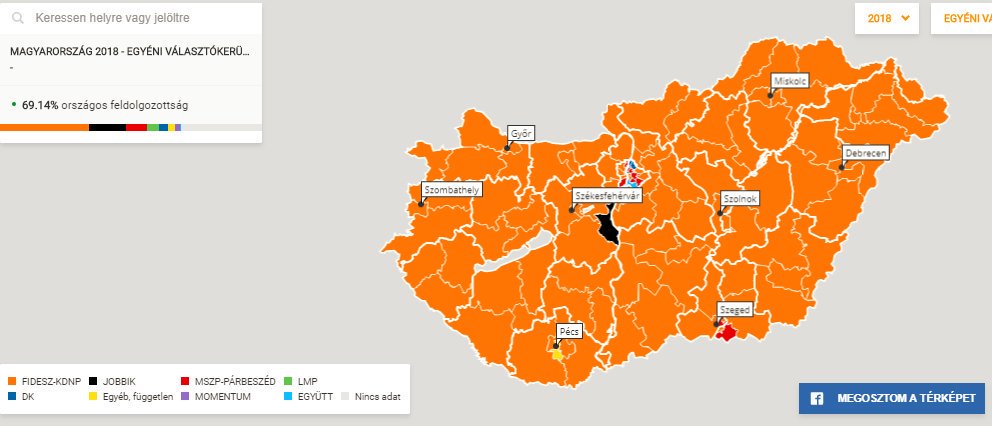 Keressen helyre vagy jelöltre
2018
EGYÉNI VÁ
MAGYARORSZÁG 2018 - EGYÉNI VÁLASZTÓKERÜ...
-
69.14% országos feldolgozottság
Miskolc
Győr
Debrecen
Szombathely
Székesfehérvár
Szolnok
Szeged
Pécs
FIDESZ-KDNP JOBBIK MSZP-PÁRBESZÉD LMP
DK Egyéb, független MOMENTUM EGYÜTT Nincs adat
MEGOSZTOM A TÉRKÉPET